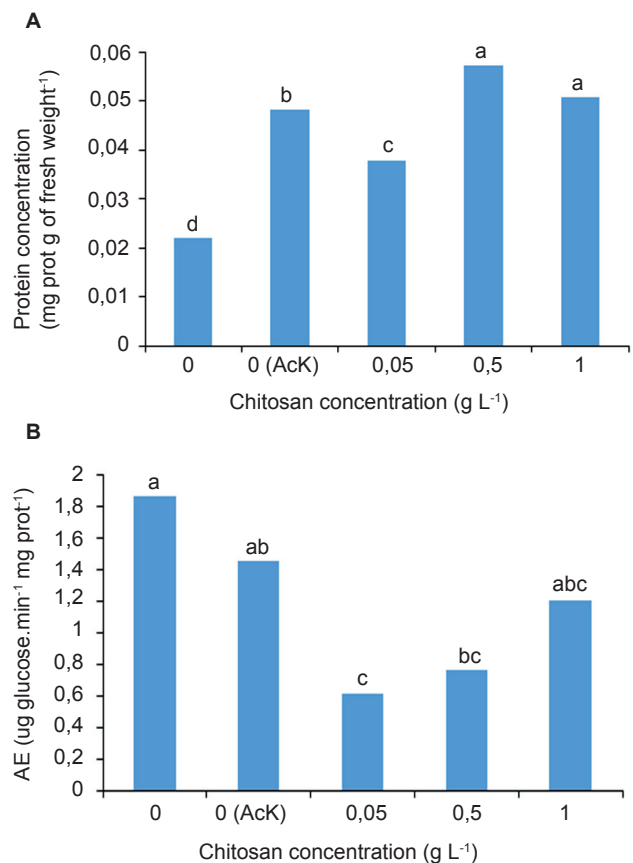 A
Protein concentration
(mg prot g of fresh weight⁻¹)
0,06
0,05
0,04
0,03
0,02
0,01
0
d
b
c
a
a
0
0 (AcK)
0,05
0,5
1
Chitosan concentration (g L⁻¹)
B
AE (ug glucose.min⁻¹ mg prot⁻¹)
2
1,8
1,6
1,4
1,2
1
0,8
0,6
0,4
0,2
0
a
ab
c
bc
abc
0
0 (AcK)
0,05
0,5
1
Chitosan concentration (g L⁻¹)